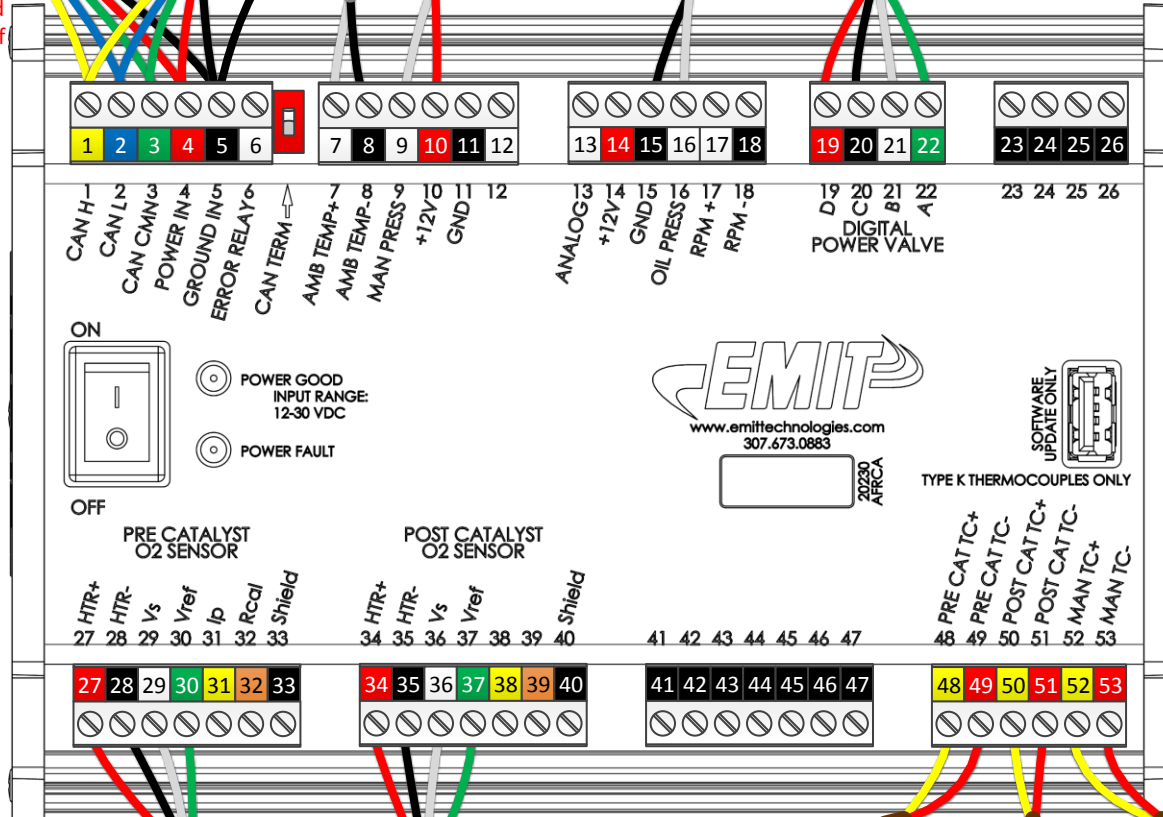 d
f
1 2 3 4 5 6
7 8 9 10 11 12
13 14 15 16 17 18
19 20 21 22
23 24 25 26
1 2 3 4 5 6
7 8 9 10 11 12
13 14 15 16 17 18
19 20 21 22
23 24 25 26
CAN H
CAN L
CAN CMN
POWER IN
GROUND IN
ERROR RELAY
CAN TERM
AMB TEMP+
AMB TEMP-
MAN PRESS
+12V
GND
ANALOG
+12V
GND
OIL PRESS
RPM +
RPM -
D
C
B
A
DIGITAL
POWER VALVE
ON
OFF
POWER GOOD
INPUT RANGE:
12-30 VDC
POWER FAULT
EMIT
www.emittechnologies.com
307.673.0883
20230
AFRCA
SOFTWARE
UPDATE ONLY
TYPE K THERMOCOUPLES ONLY
PRE CATALYST
O2 SENSOR
HTR+
HTR-
Vs
Vref
Ip
Rcal
Shield
27 28 29 30 31 32 33
POST CATALYST
O2 SENSOR
HTR+
HTR-
Vs
Vref
Shield
34 35 36 37 38 39 40
41 42 43 44 45 46 47
PRE CAT TC+
PRE CAT TC-
POST CAT TC+
POST CAT TC-
MAN TC+
MAN TC-
48 49 50 51 52 53
27 28 29 30 31 32 33
34 35 36 37 38 39 40
41 42 43 44 45 46 47
48 49 50 51 52 53